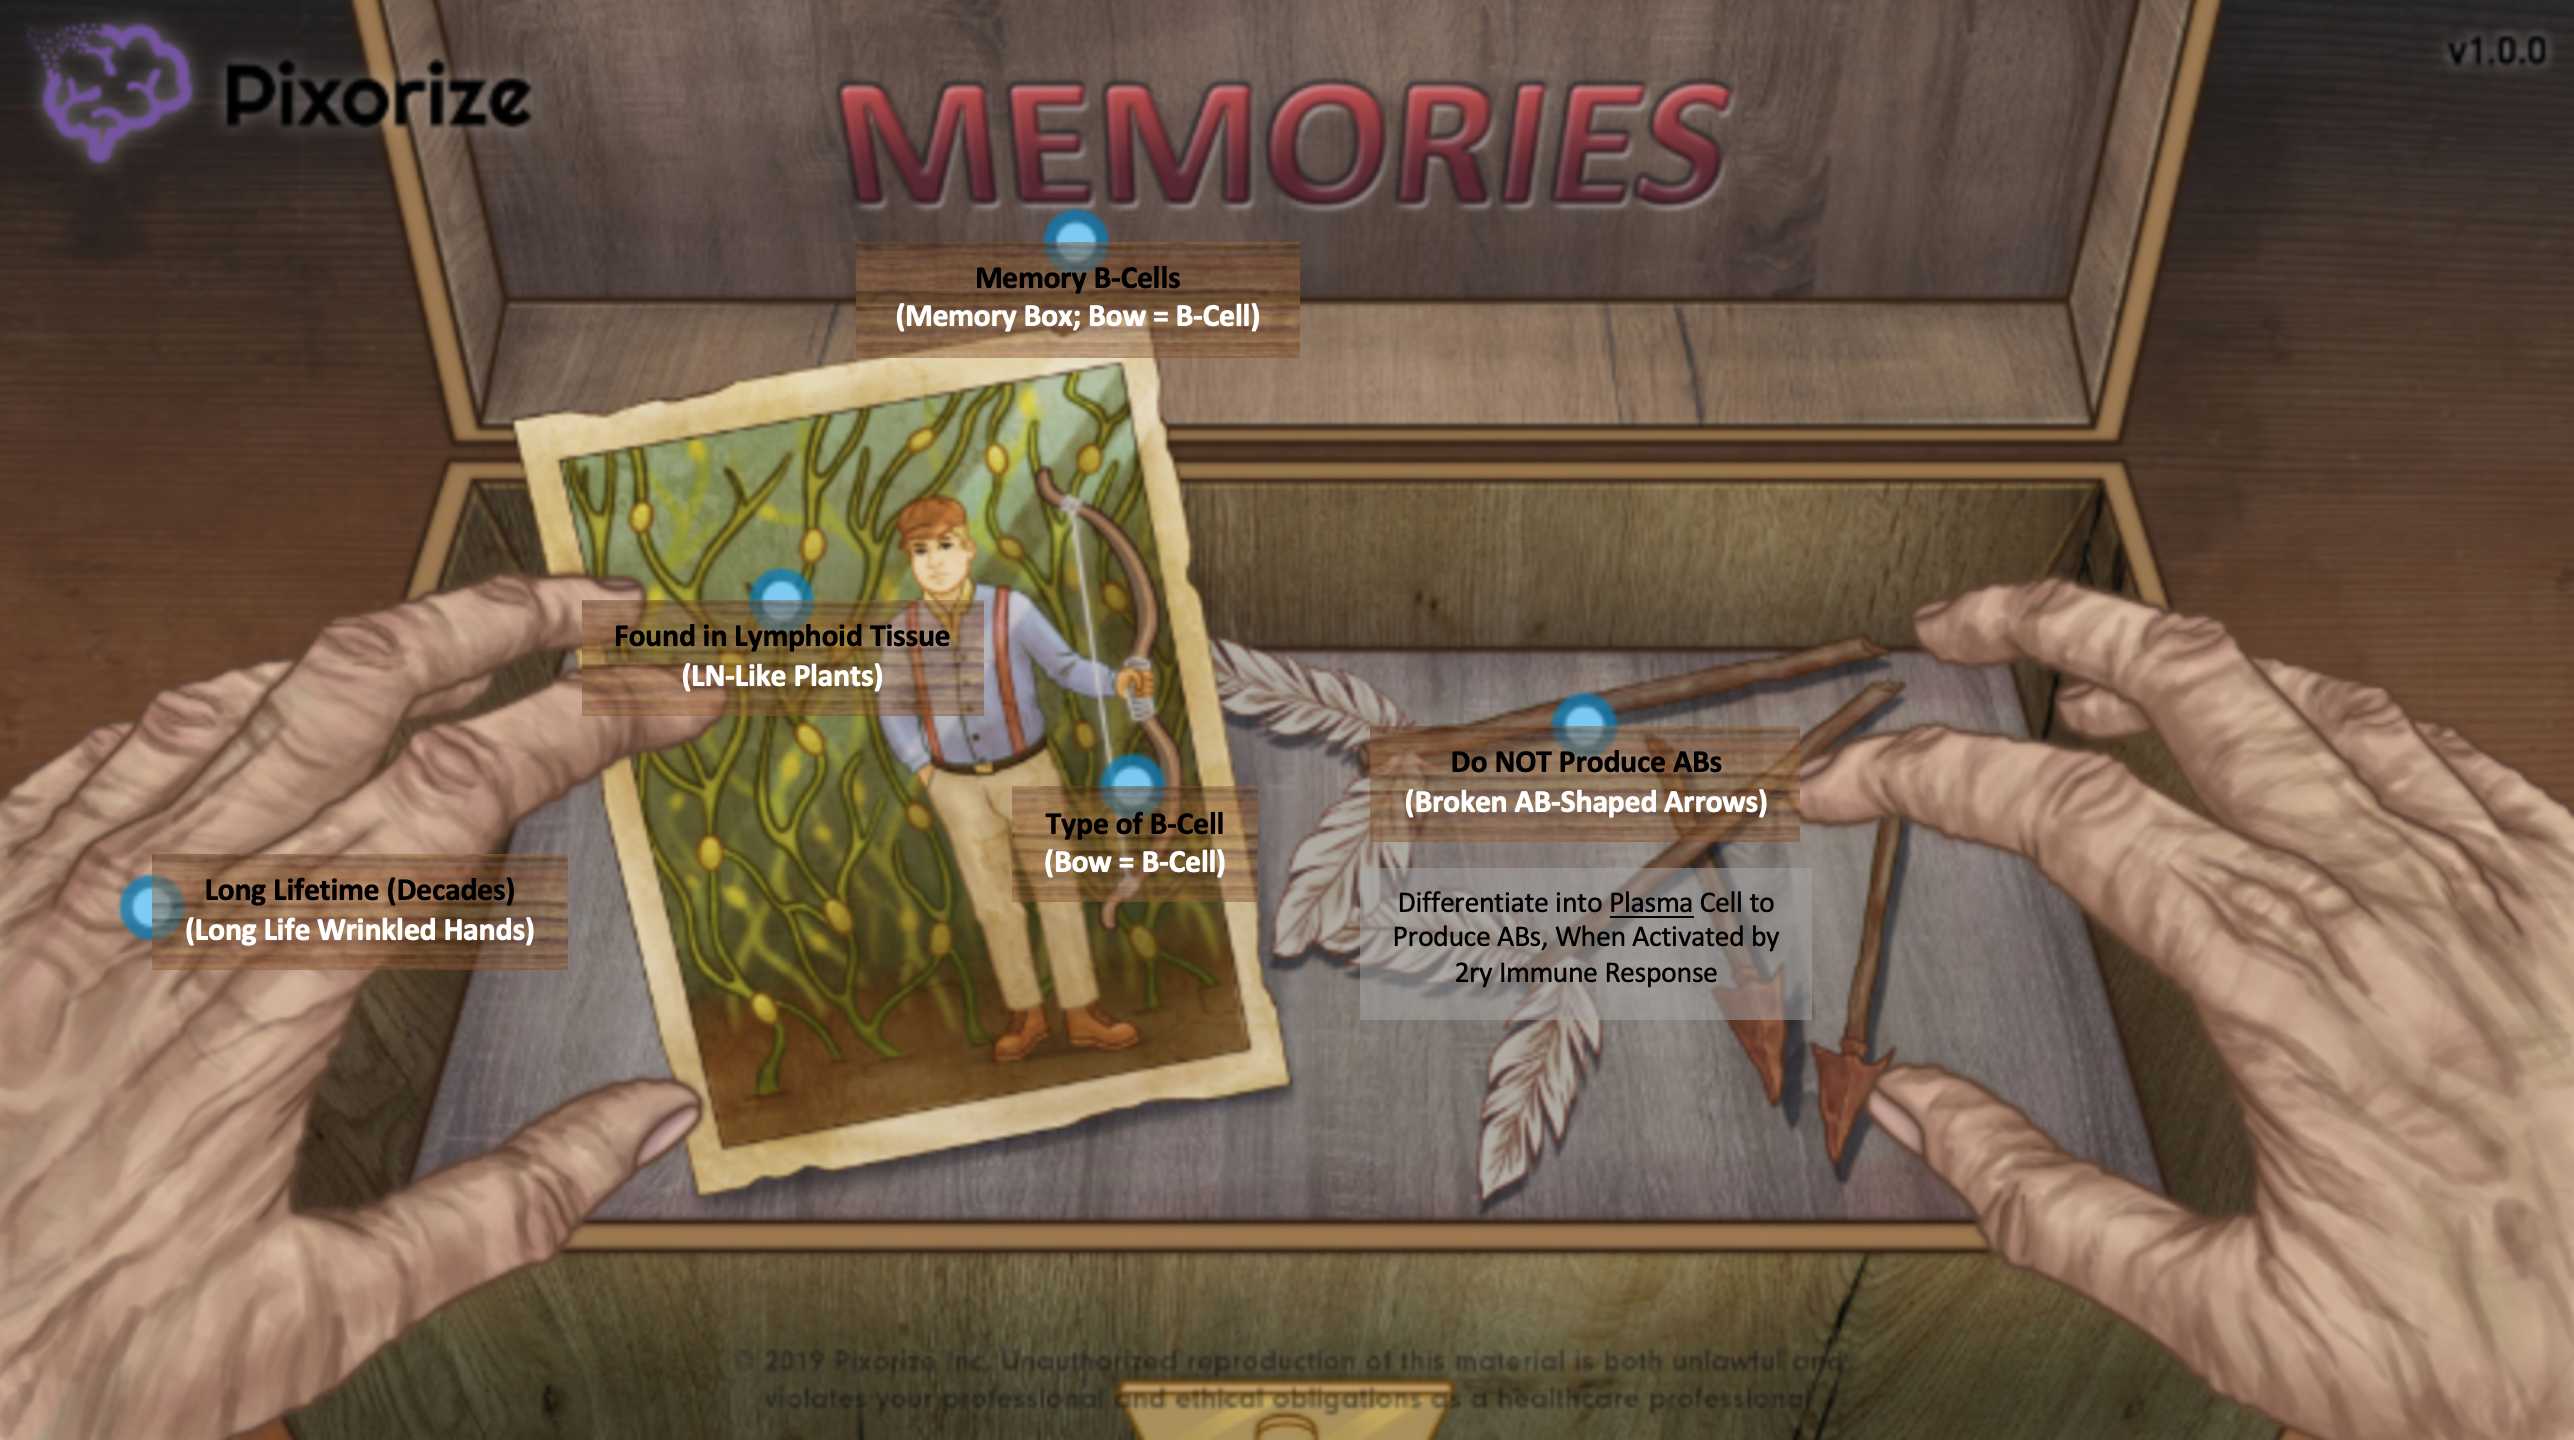 Pixorize
v1.0.0
MEMORIES
Memory B-Cells
(Memory Box; Bow = B-Cell)
Found in Lymphoid Tissue
(LN-Like Plants)
Do NOT Produce ABs
(Broken AB-Shaped Arrows)
Type of B-Cell
(Bow = B-Cell)
Long Lifetime (Decades)
(Long Life Wrinkled Hands)
Differentiate into Plasma Cell to
Produce ABs, When Activated by
2ry Immune Response
© 2019 Pixorize Inc. Unauthorized reproduction of this material is both unlawful and
violates your professional and ethical obligations as a healthcare professional